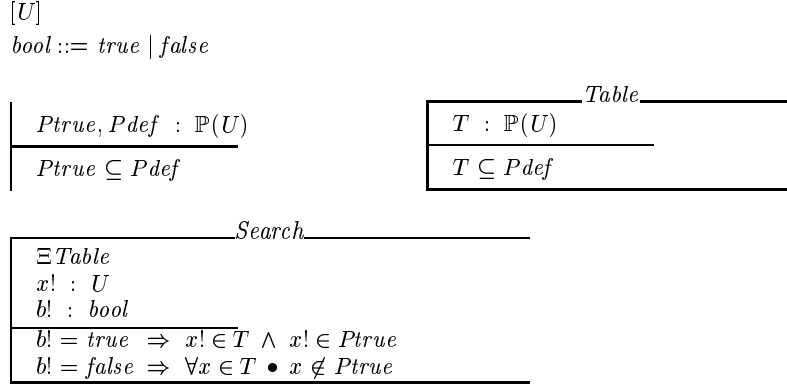 [U]
bool ::= true | false
Ptrue, Pdef : ℙ(U)
Ptrue ⊆ Pdef
Table
T : ℙ(U)
T ⊆ Pdef
Search
ΞTable
x! : U
b! : bool
b! = true ⇒ x! ∈ T ∧ x! ∈ Ptrue
b! = false ⇒ ∀x ∈ T • x ∉ Ptrue